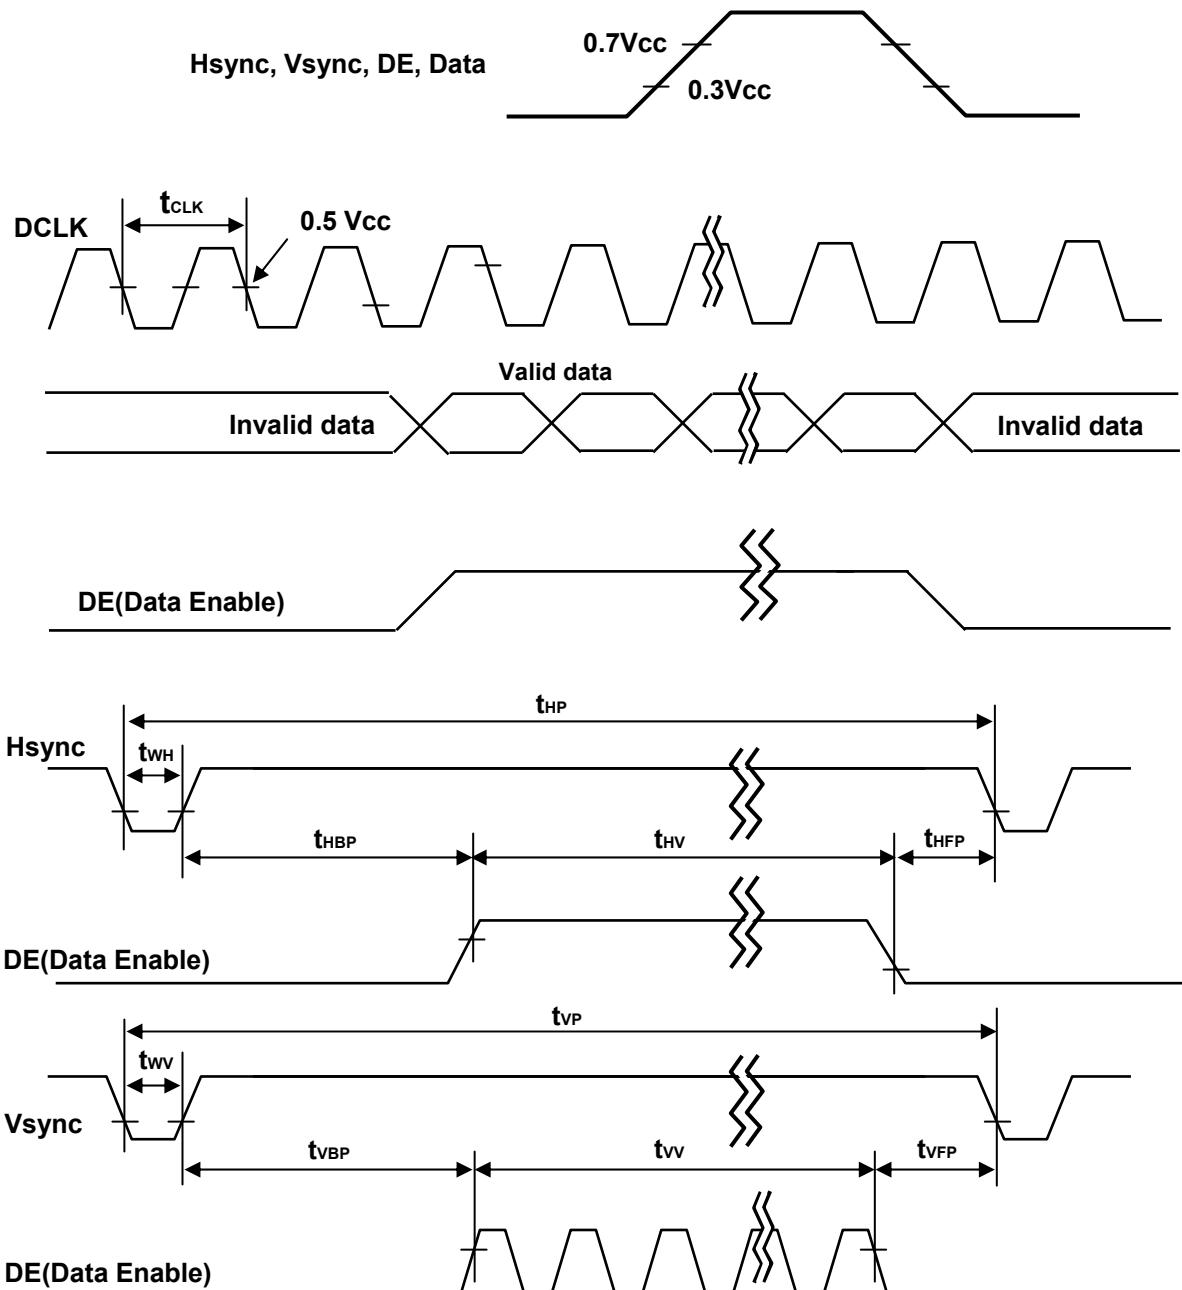 0.7Vcc
Hsync, Vsync, DE, Data
0.3Vcc
tCLK
DCLK
0.5 Vcc
Valid data
Invalid data
Invalid data
DE(Data Enable)
tHP
Hsync
tWH
tHBP
tHV
tHFP
DE(Data Enable)
tVP
tWV
Vsync
tVBP
tVV
tVFP
DE(Data Enable)